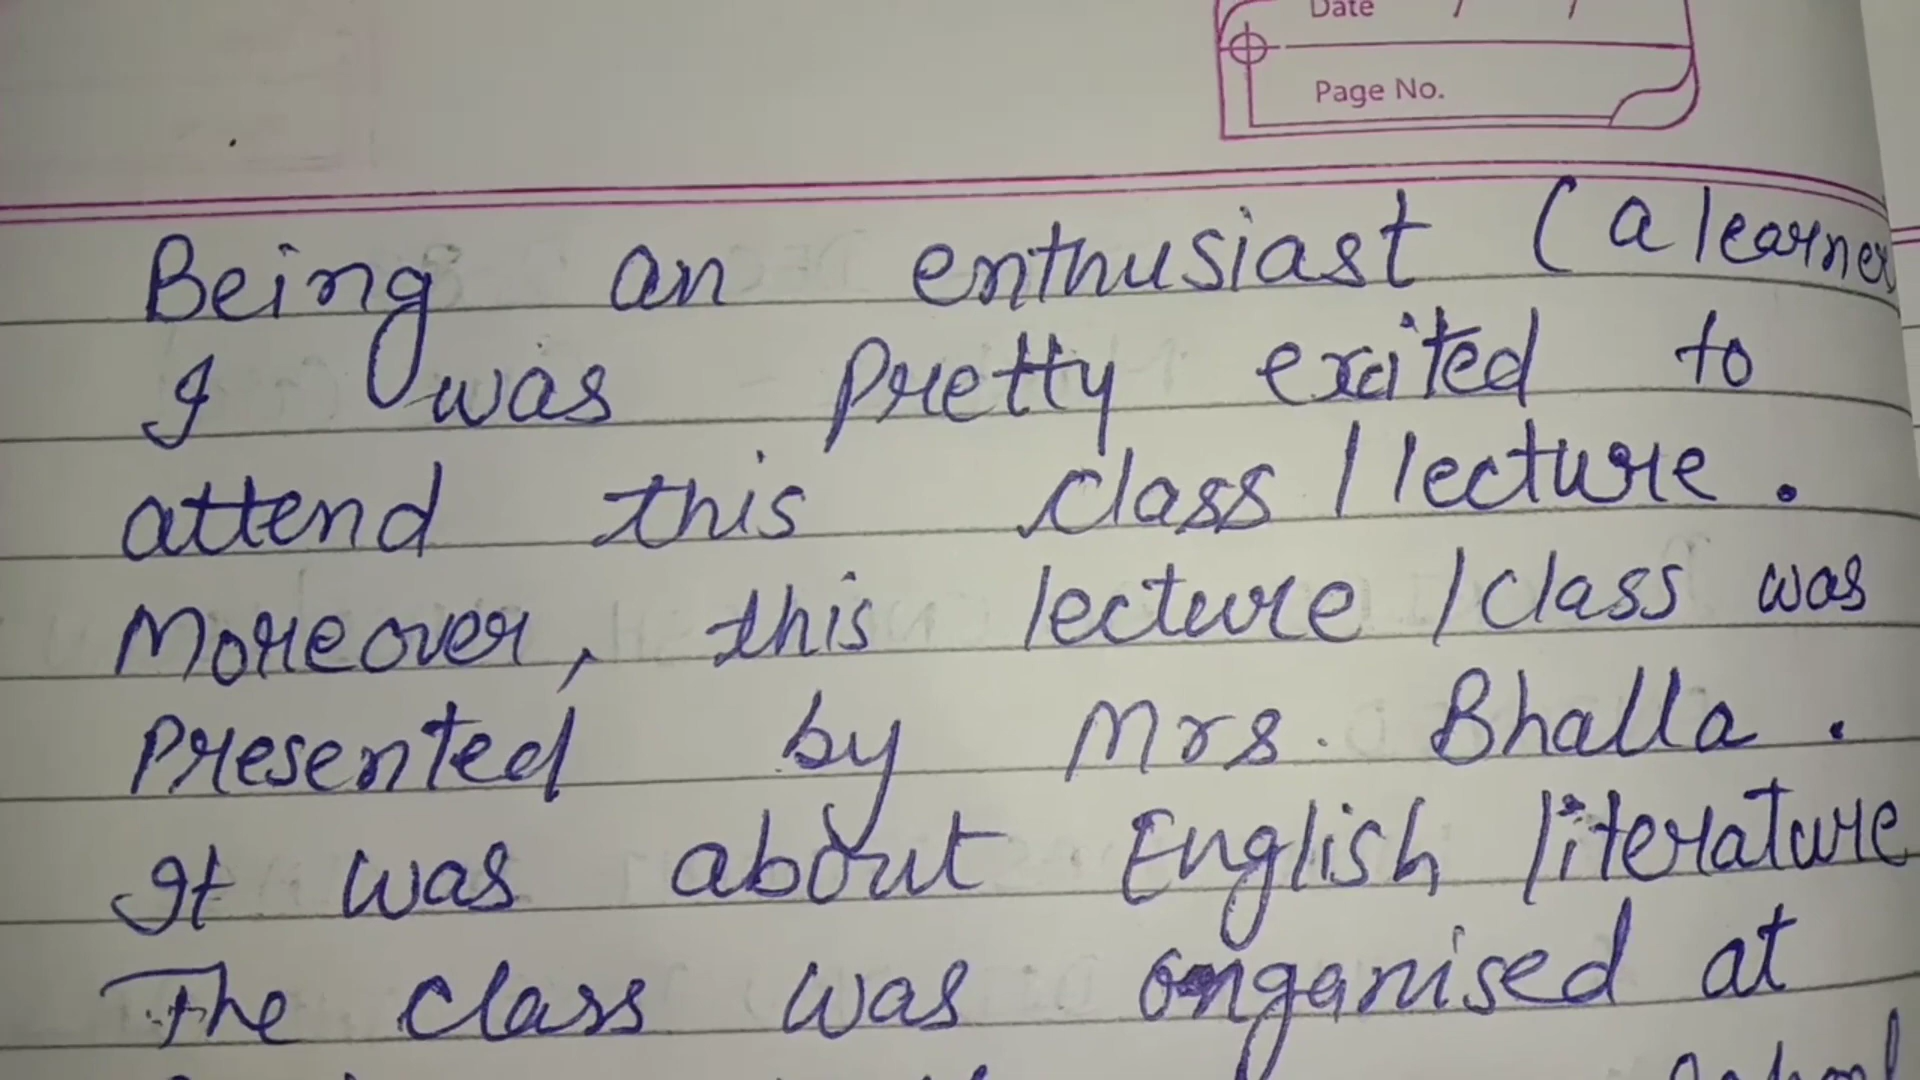 Date / /
Page No.
Being an enthusiast (a learner
I was pretty excited to
attend this class / lecture.
Moreover, this lecture / class was
presented by Mrs. Bhalla.
It was about English literature
The class was organised at